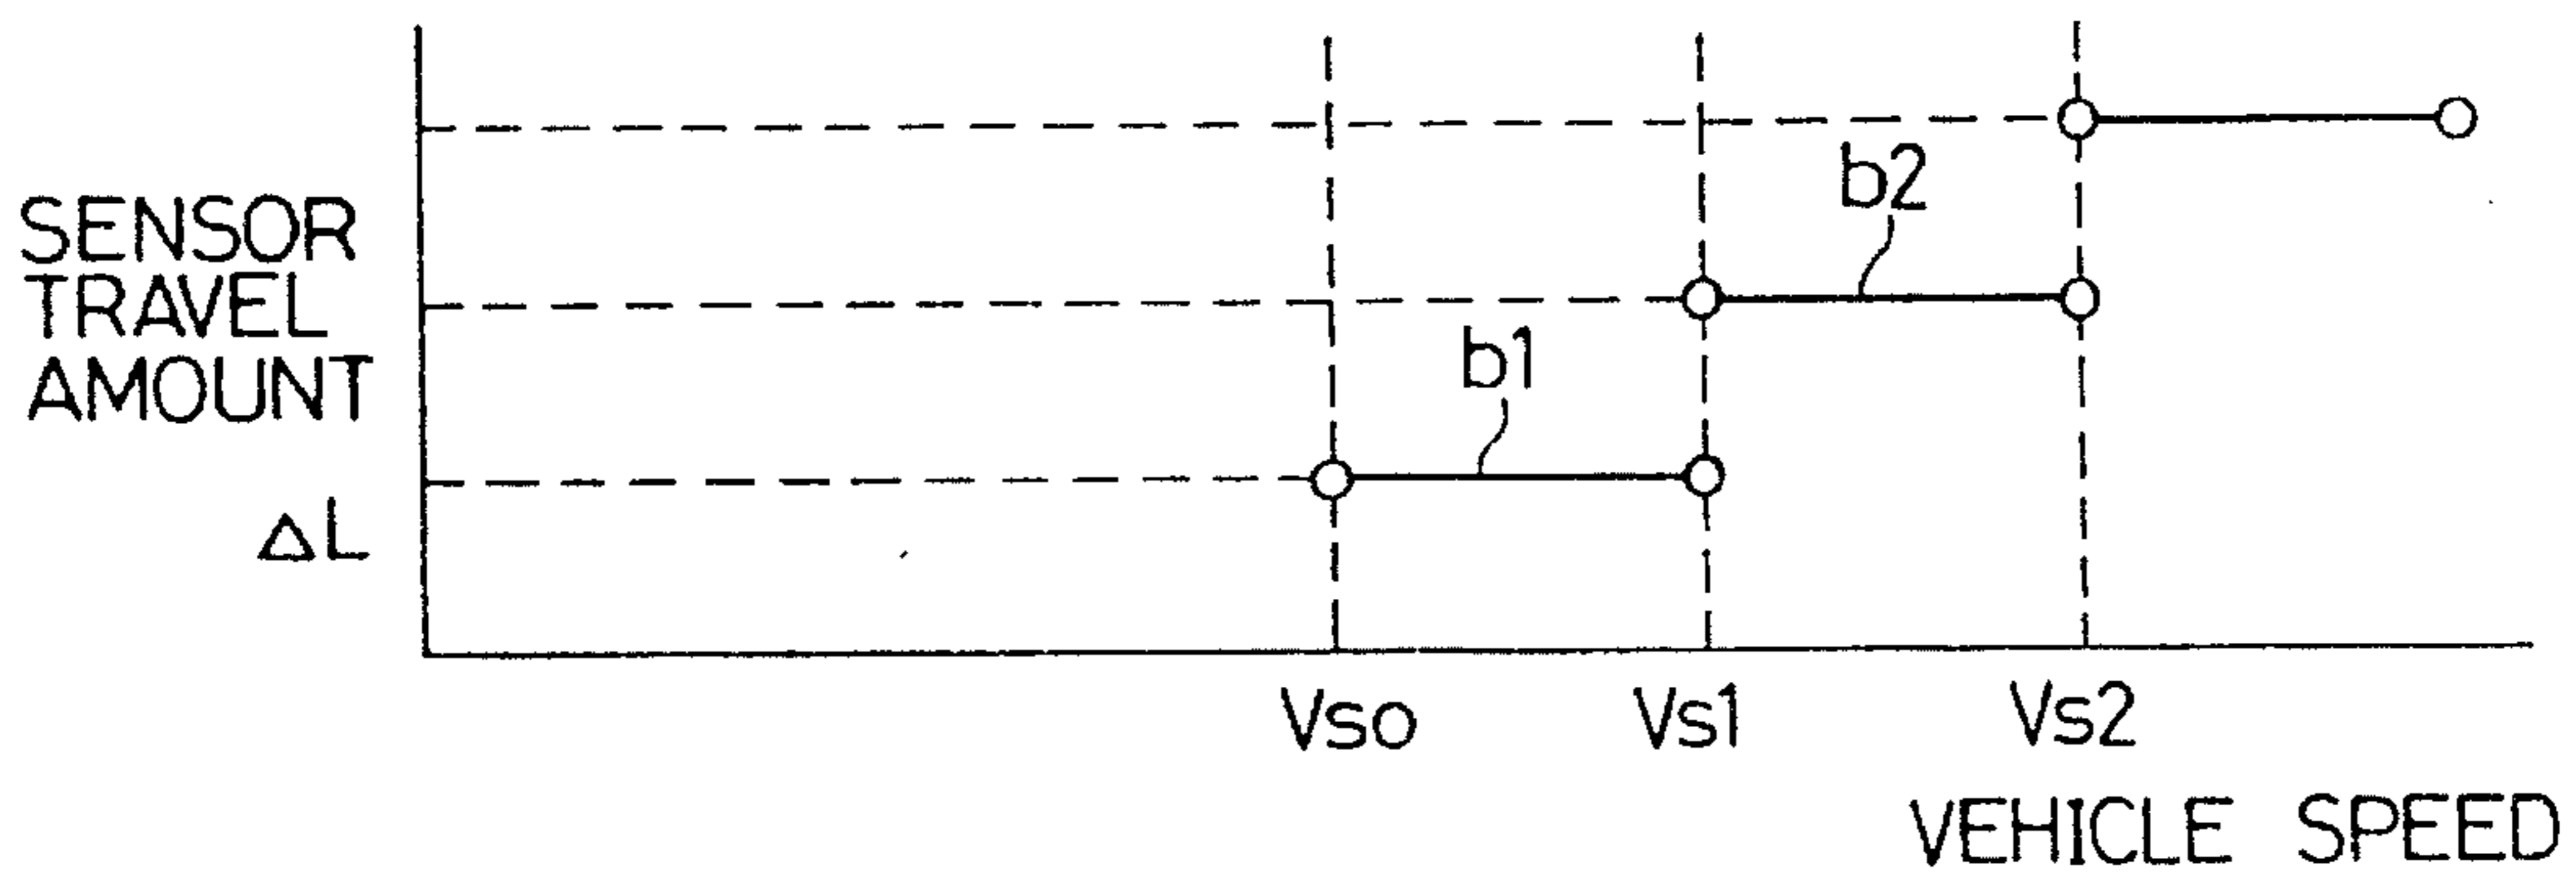 b2
SENSOR
TRAVEL
AMOUNT
b1
ΔL
Vso
Vs1
Vs2
VEHICLE SPEED